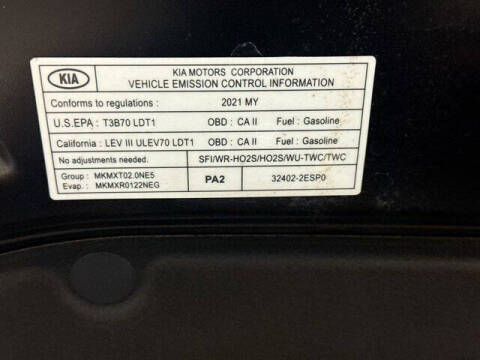 KIA
KIA MOTORS CORPORATION
VEHICLE EMISSION CONTROL INFORMATION
Conforms to regulations : 2021 MY
U.S.EPA : T3B70 LDT1 OBD : CA II Fuel : Gasoline
California : LEV III ULEV70 LDT1 OBD : CA II Fuel : Gasoline
No adjustments needed. SFI/WR-HO2S/HO2S/WU-TWC/TWC
Group : MKMXT02.0NE5
Evap. : MKMXR0122NEG
PA2 32402-2ESP0